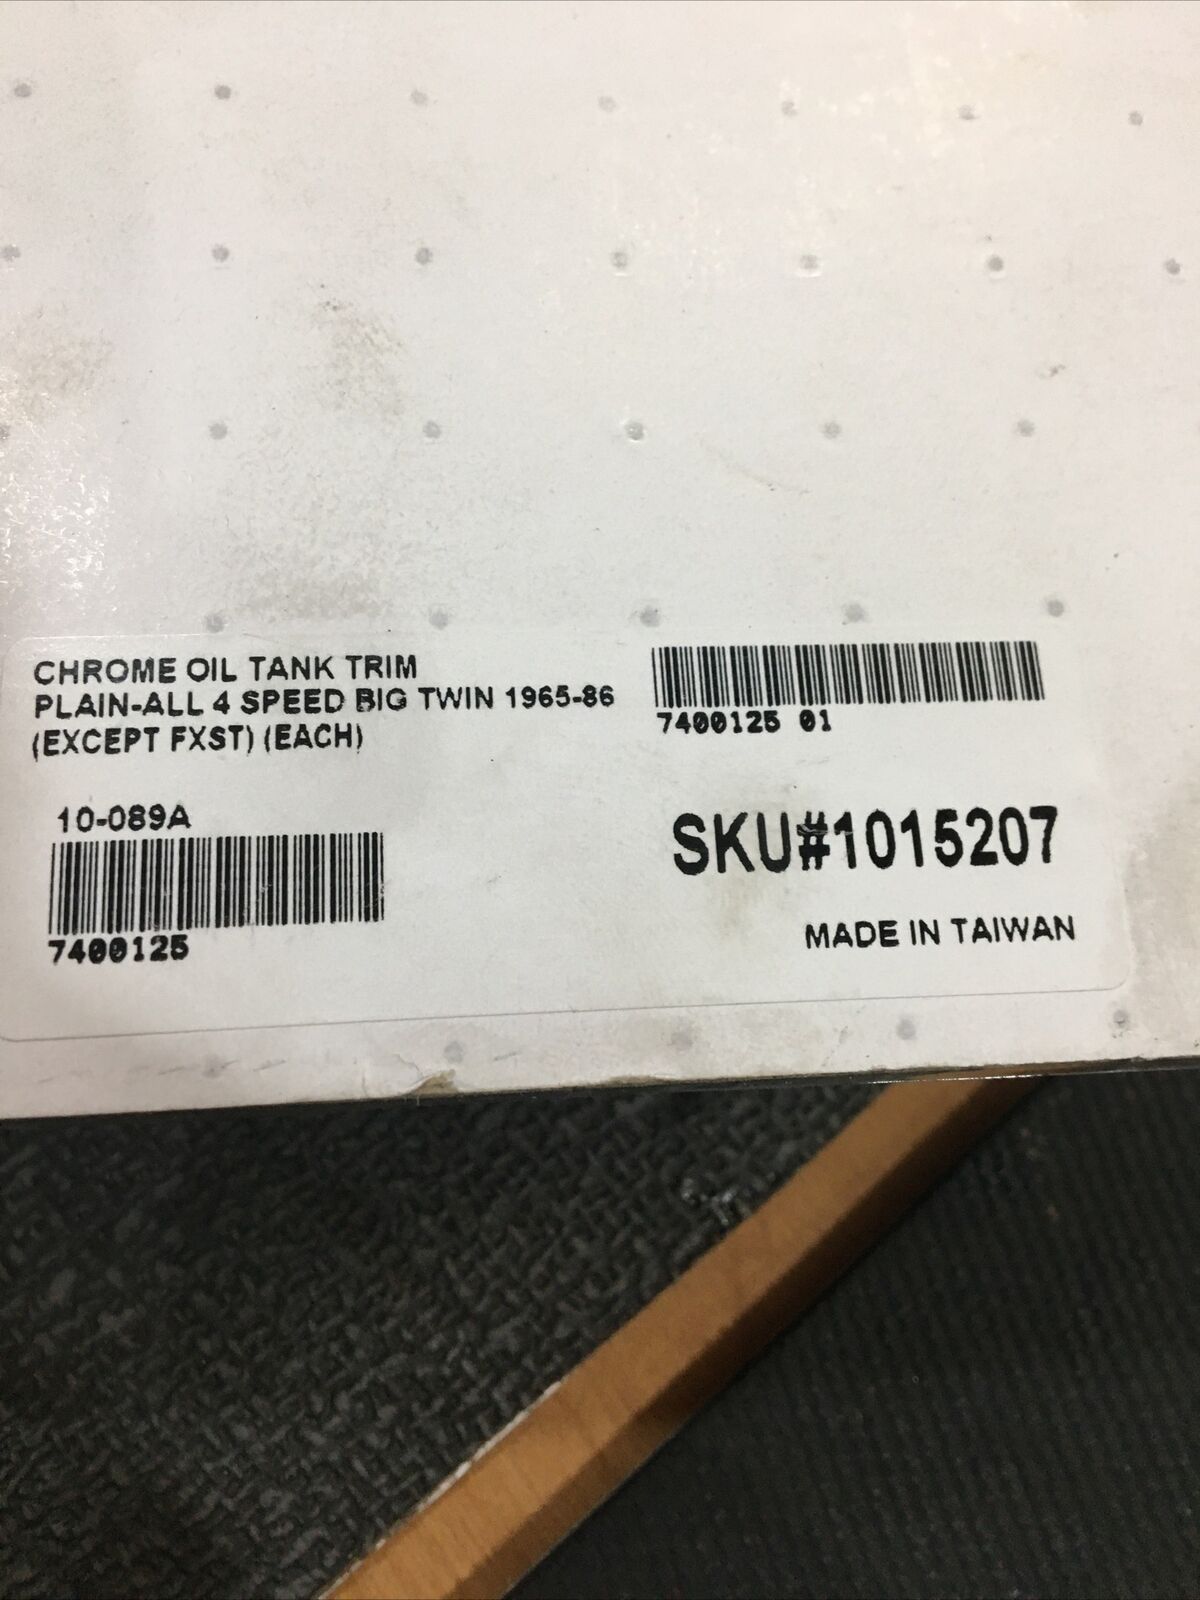 CHROME OIL TANK TRIM
PLAIN-ALL 4 SPEED BIG TWIN 1965-86
(EXCEPT FXST) (EACH)
7400125 01
10-089A
7400125
SKU#1015207
MADE IN TAIWAN